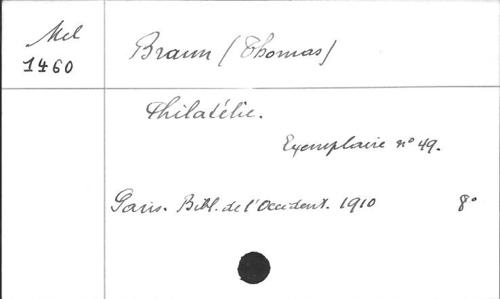 Mel
1460
Braun (Thomas)
Philatélie.
Exemplaire n° 49.
Paris. Bibl. de l'Occident. 1910 8°